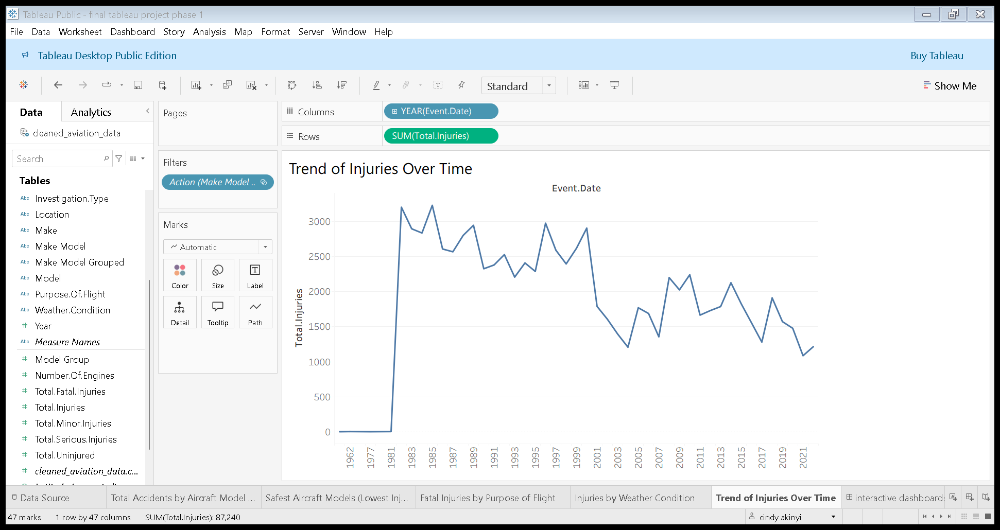 Tableau Public - final tableau project phase 1
File Data Worksheet Dashboard Story Analysis Map Format Server Window Help
Tableau Desktop Public Edition
Buy Tableau
Standard
Show Me
Data
Analytics
cleaned_aviation_data
Search
Tables
Abc Investigation.Type
Abc Location
Abc Make
Abc Make Model
Abc Make Model Grouped
Abc Model
Abc Purpose.Of.Flight
Abc Weather.Condition
# Year
Abc Measure Names
# Model Group
# Number.Of.Engines
# Total.Fatal.Injuries
# Total.Injuries
# Total.Minor.Injuries
# Total.Serious.Injuries
# Total.Uninjured
# cleaned_aviation_data.c...
Pages
Filters
Action (Make Model ..
Marks
Automatic
Color
Size
Label
Detail
Tooltip
Path
Columns
YEAR(Event.Date)
Rows
SUM(Total.Injuries)
Trend of Injuries Over Time
Event.Date
Total.Injuries
3000
2500
2000
1500
1000
500
0
1962
1977
1981
1983
1985
1987
1989
1991
1993
1995
1997
1999
2001
2003
2005
2007
2009
2011
2013
2015
2017
2019
2021
Data Source
Total Accidents by Aircraft Model ...
Safest Aircraft Models (Lowest Inj...
Fatal Injuries by Purpose of Flight
Injuries by Weather Condition
Trend of Injuries Over Time
interactive dashboard
47 marks
1 row by 47 columns
SUM(Total.Injuries): 87,240
cindy akinyi